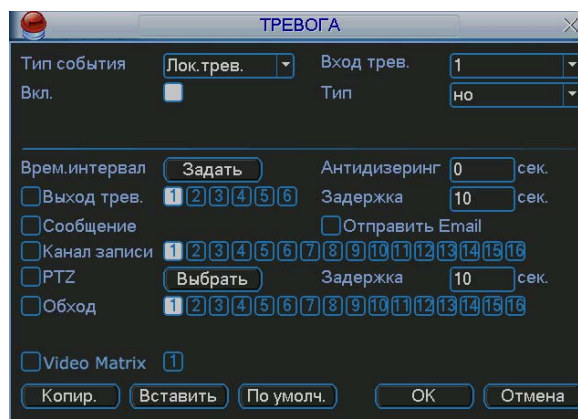 ТРЕВОГА
Тип события Лок.трев. Вход трев. 1
Вкл. Тип но
Врем.интервал Задать Антидизеринг 0 сек.
Выход трев. 1 2 3 4 5 6 Задержка 10 сек.
Сообщение Отправить Email
Канал записи 1 2 3 4 5 6 7 8 9 10 11 12 13 14 15 16
PTZ Выбрать Задержка 10 сек.
Обход 1 2 3 4 5 6 7 8 9 10 11 12 13 14 15 16
Video Matrix 1
Копир. Вставить По умолч. OK Отмена